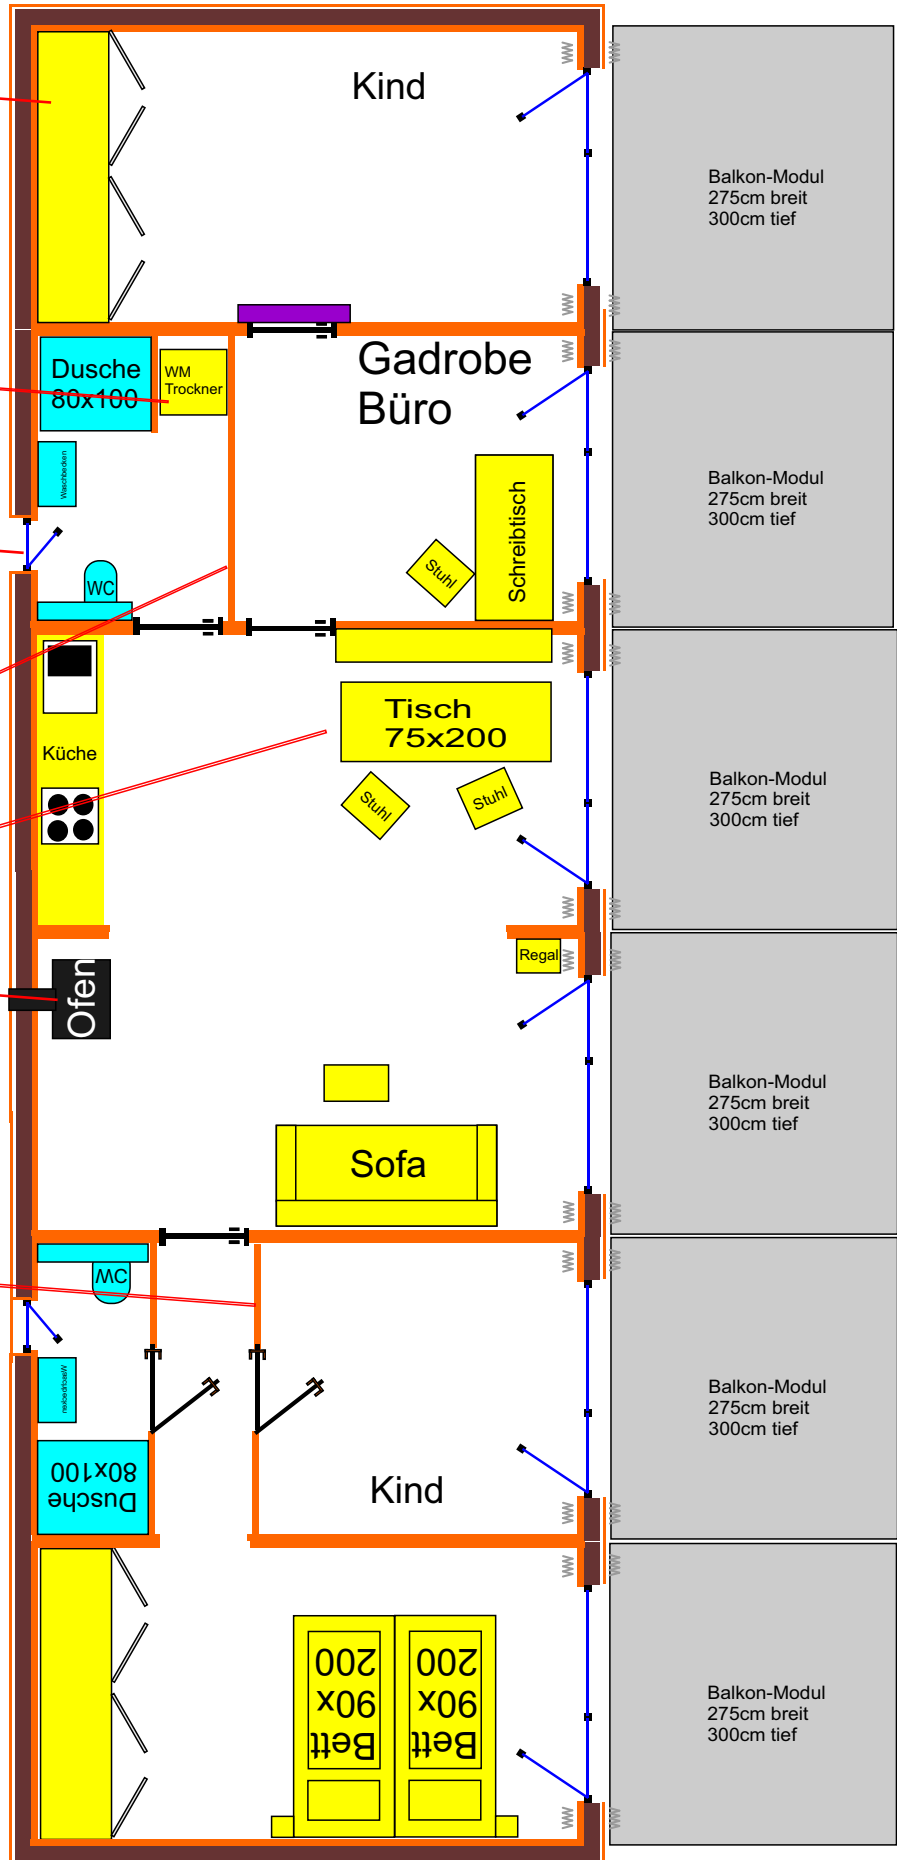 Kind
Balkon-Modul
275cm breit
300cm tief
Dusche
80x100
WM
Trockner
Gadrobe
Büro
Balkon-Modul
275cm breit
300cm tief
Waschbecken
Schreibtisch
Stuhl
WC
Küche
Tisch
75x200
Stuhl
Stuhl
Balkon-Modul
275cm breit
300cm tief
Regal
Ofen
Balkon-Modul
275cm breit
300cm tief
Sofa
WC
Waschbecken
Balkon-Modul
275cm breit
300cm tief
Dusche
80x100
Kind
Bett
90x
200
Bett
90x
200
Balkon-Modul
275cm breit
300cm tief